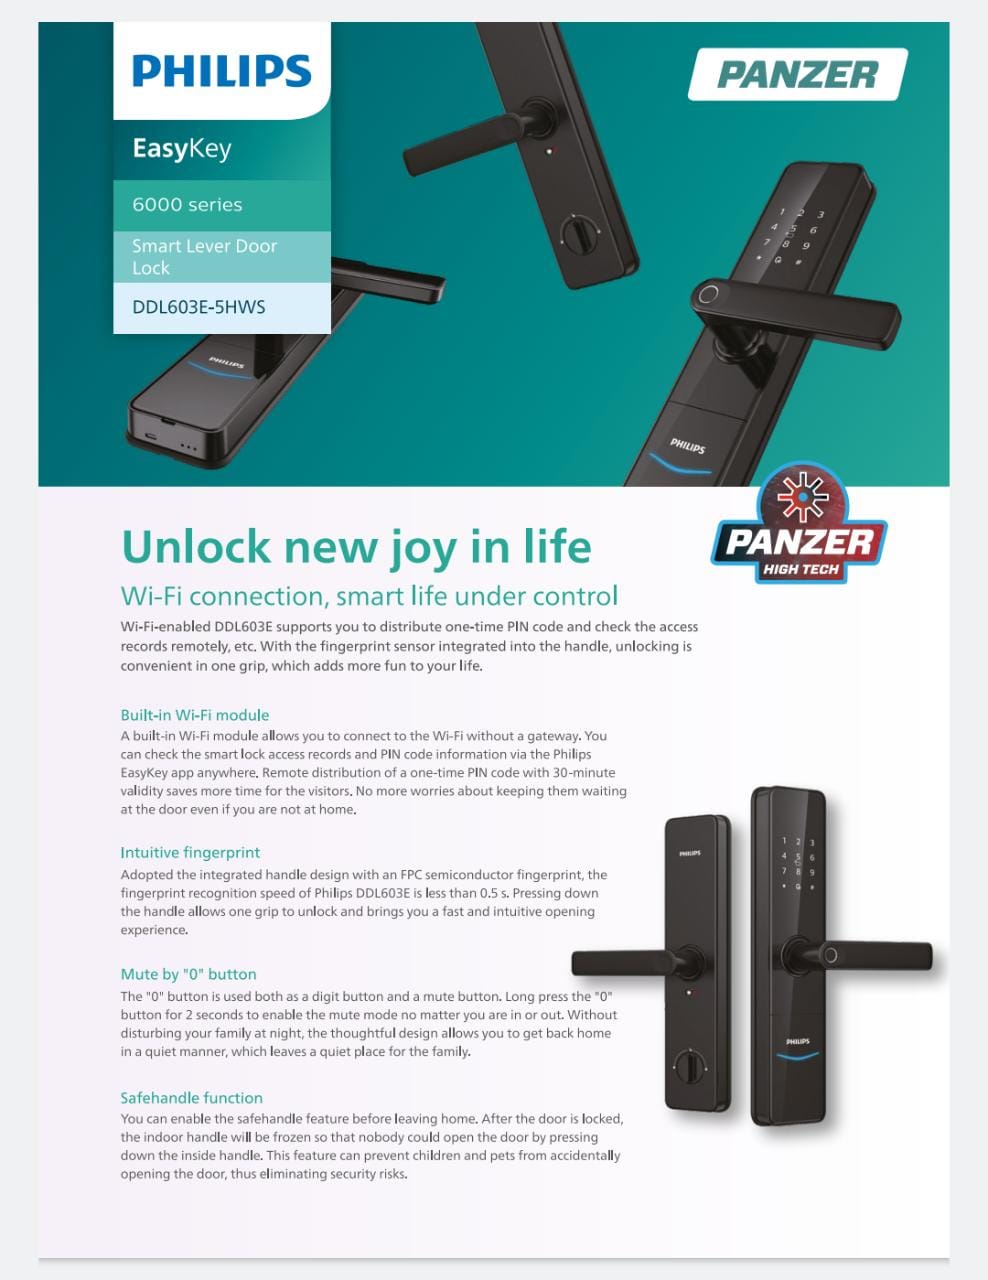 PHILIPS
PANZER
EasyKey
6000 series
Smart Lever Door
Lock
DDL603E-5HWS
1 2 3
4 5 6
7 8 9
* 0 #
PHILIPS
PHILIPS
PANZER
HIGH TECH
Unlock new joy in life
Wi-Fi connection, smart life under control
Wi-Fi-enabled DDL603E supports you to distribute one-time PIN code and check the access
records remotely, etc. With the fingerprint sensor integrated into the handle, unlocking is
convenient in one grip, which adds more fun to your life.
Built-in Wi-Fi module
A built-in Wi-Fi module allows you to connect to the Wi-Fi without a gateway. You
can check the smart lock access records and PIN code information via the Philips
EasyKey app anywhere. Remote distribution of a one-time PIN code with 30-minute
validity saves more time for the visitors. No more worries about keeping them waiting
at the door even if you are not at home.
Intuitive fingerprint
Adopted the integrated handle design with an FPC semiconductor fingerprint, the
fingerprint recognition speed of Philips DDL603E is less than 0.5 s. Pressing down
the handle allows one grip to unlock and brings you a fast and intuitive opening
experience.
Mute by "0" button
The "0" button is used both as a digit button and a mute button. Long press the "0"
button for 2 seconds to enable the mute mode no matter you are in or out. Without
disturbing your family at night, the thoughtful design allows you to get back home
in a quiet manner, which leaves a quiet place for the family.
Safehandle function
You can enable the safehandle feature before leaving home. After the door is locked,
the indoor handle will be frozen so that nobody could open the door by pressing
down the inside handle. This feature can prevent children and pets from accidentally
opening the door, thus eliminating security risks.
PHILIPS
1 2 3
4 5 6
7 8 9
* 0 #
PHILIPS